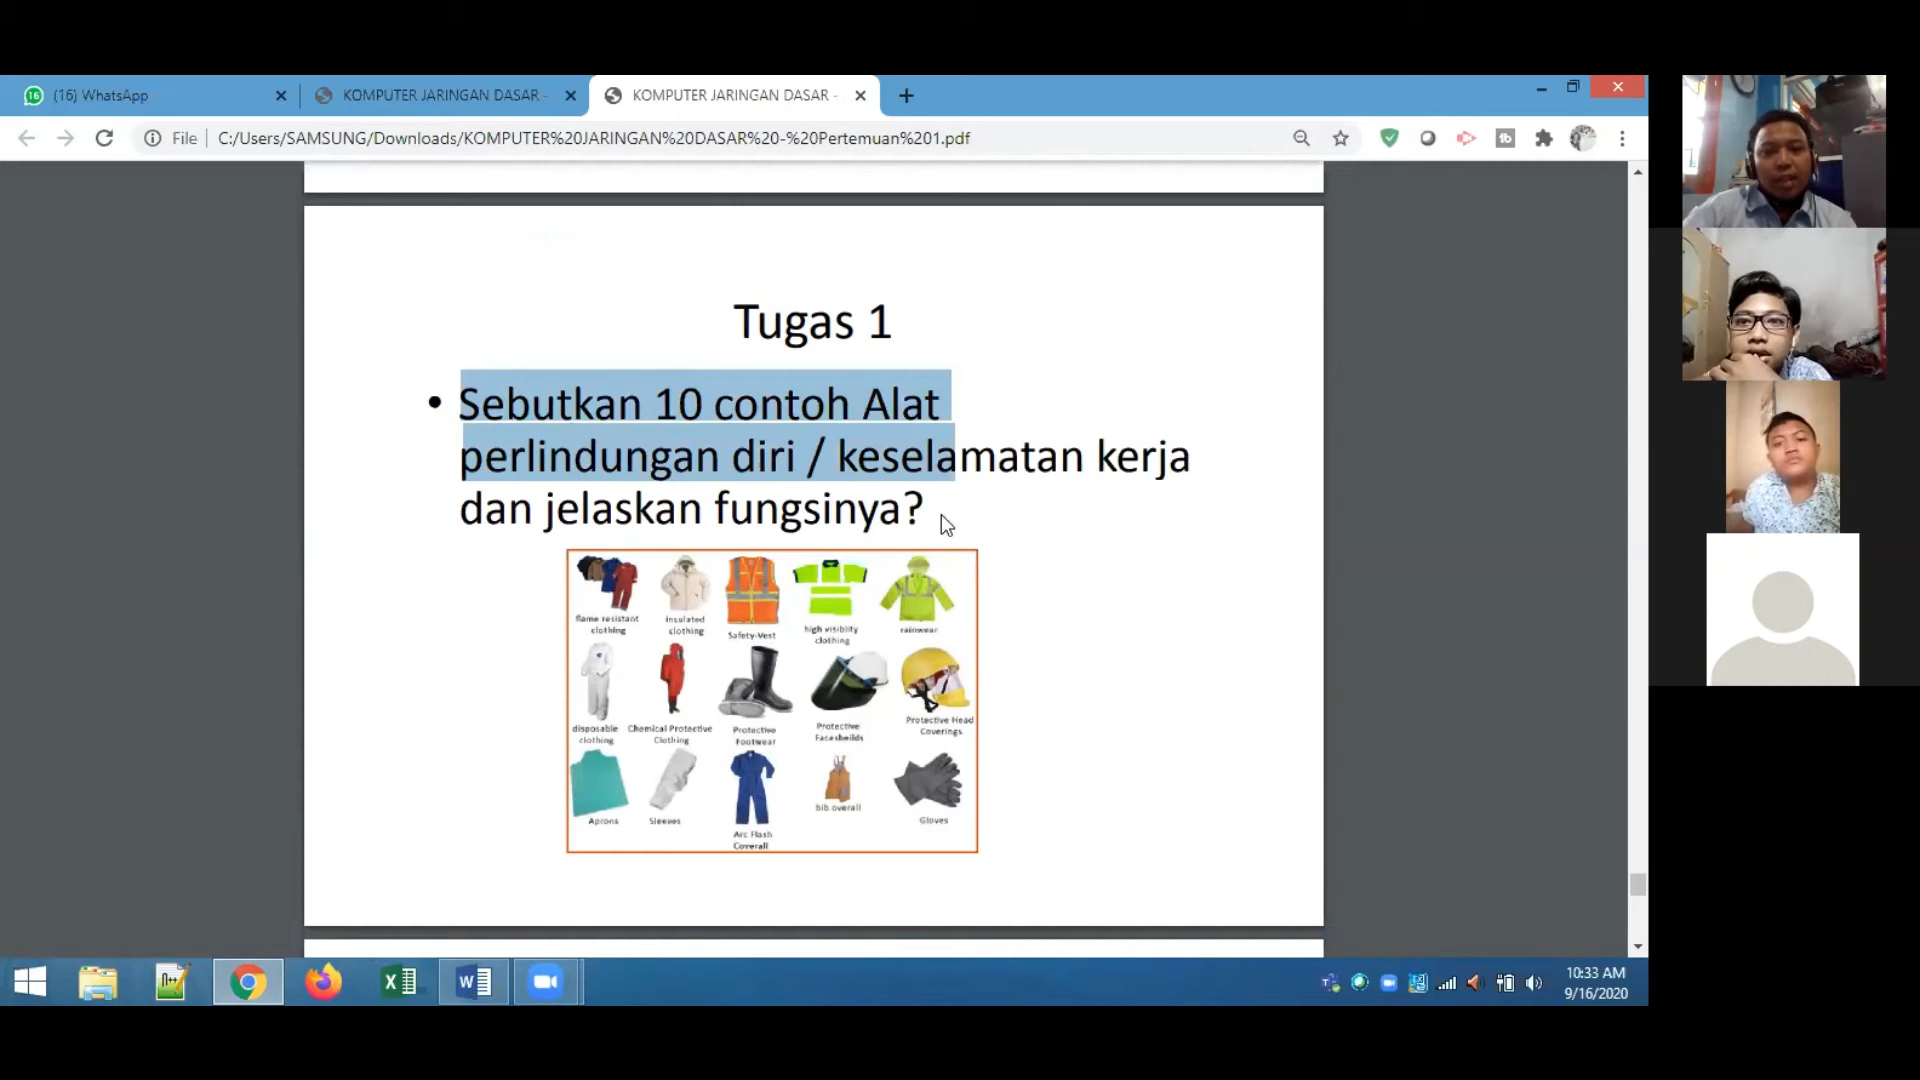 (16) WhatsApp
KOMPUTER JARINGAN DASAR -
KOMPUTER JARINGAN DASAR -
File
C:/Users/SAMSUNG/Downloads/KOMPUTER%20JARINGAN%20DASAR%20-%20Pertemuan%201.pdf
Tugas 1
• Sebutkan 10 contoh Alat
perlindungan diri / keselamatan kerja
dan jelaskan fungsinya?
flame resistant
clothing
insulated
clothing
Safety-Vest
high visiblity
clothing
rainwear
disposable
clothing
Chemical Protective
Clothing
Protective
Footwear
Protective
Facesheilds
Protective Head
Coverings
Aprons
Sleeves
Arc Flash
Coverall
bib overall
Gloves
10:33 AM
9/16/2020